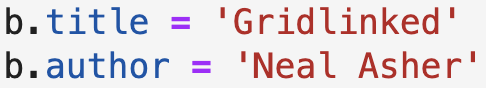 b.title = 'Gridlinked'
b.author = 'Neal Asher'